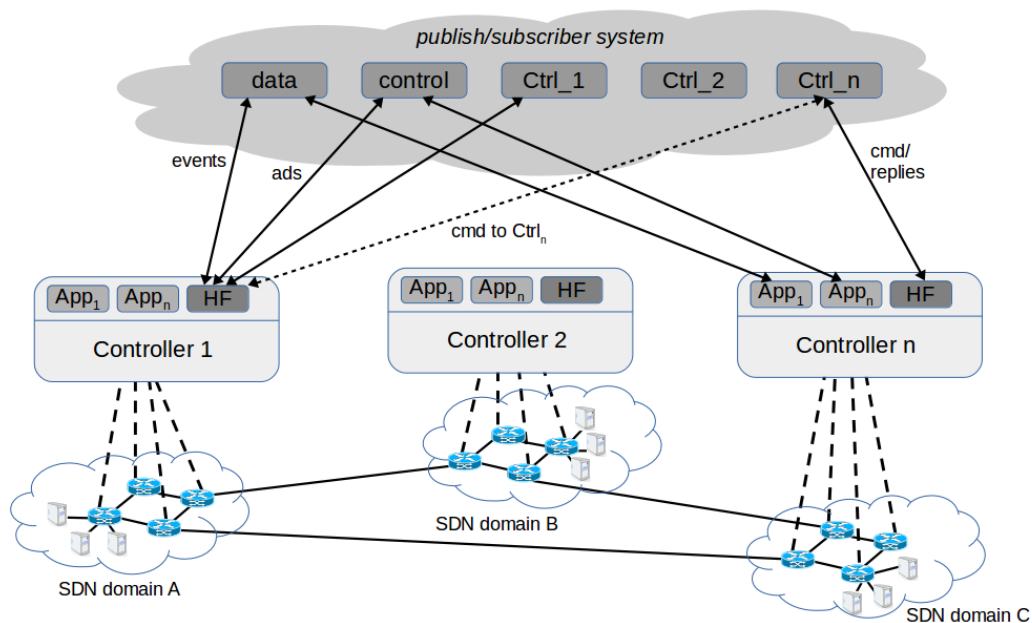 publish/subscriber system
data
control
Ctrl_1
Ctrl_2
Ctrl_n
events
ads
cmd/
replies
cmd to Ctrlₙ
App₁
Appₙ
HF
Controller 1
App₁
Appₙ
HF
Controller 2
App₁
Appₙ
HF
Controller n
SDN domain B
SDN domain A
SDN domain C